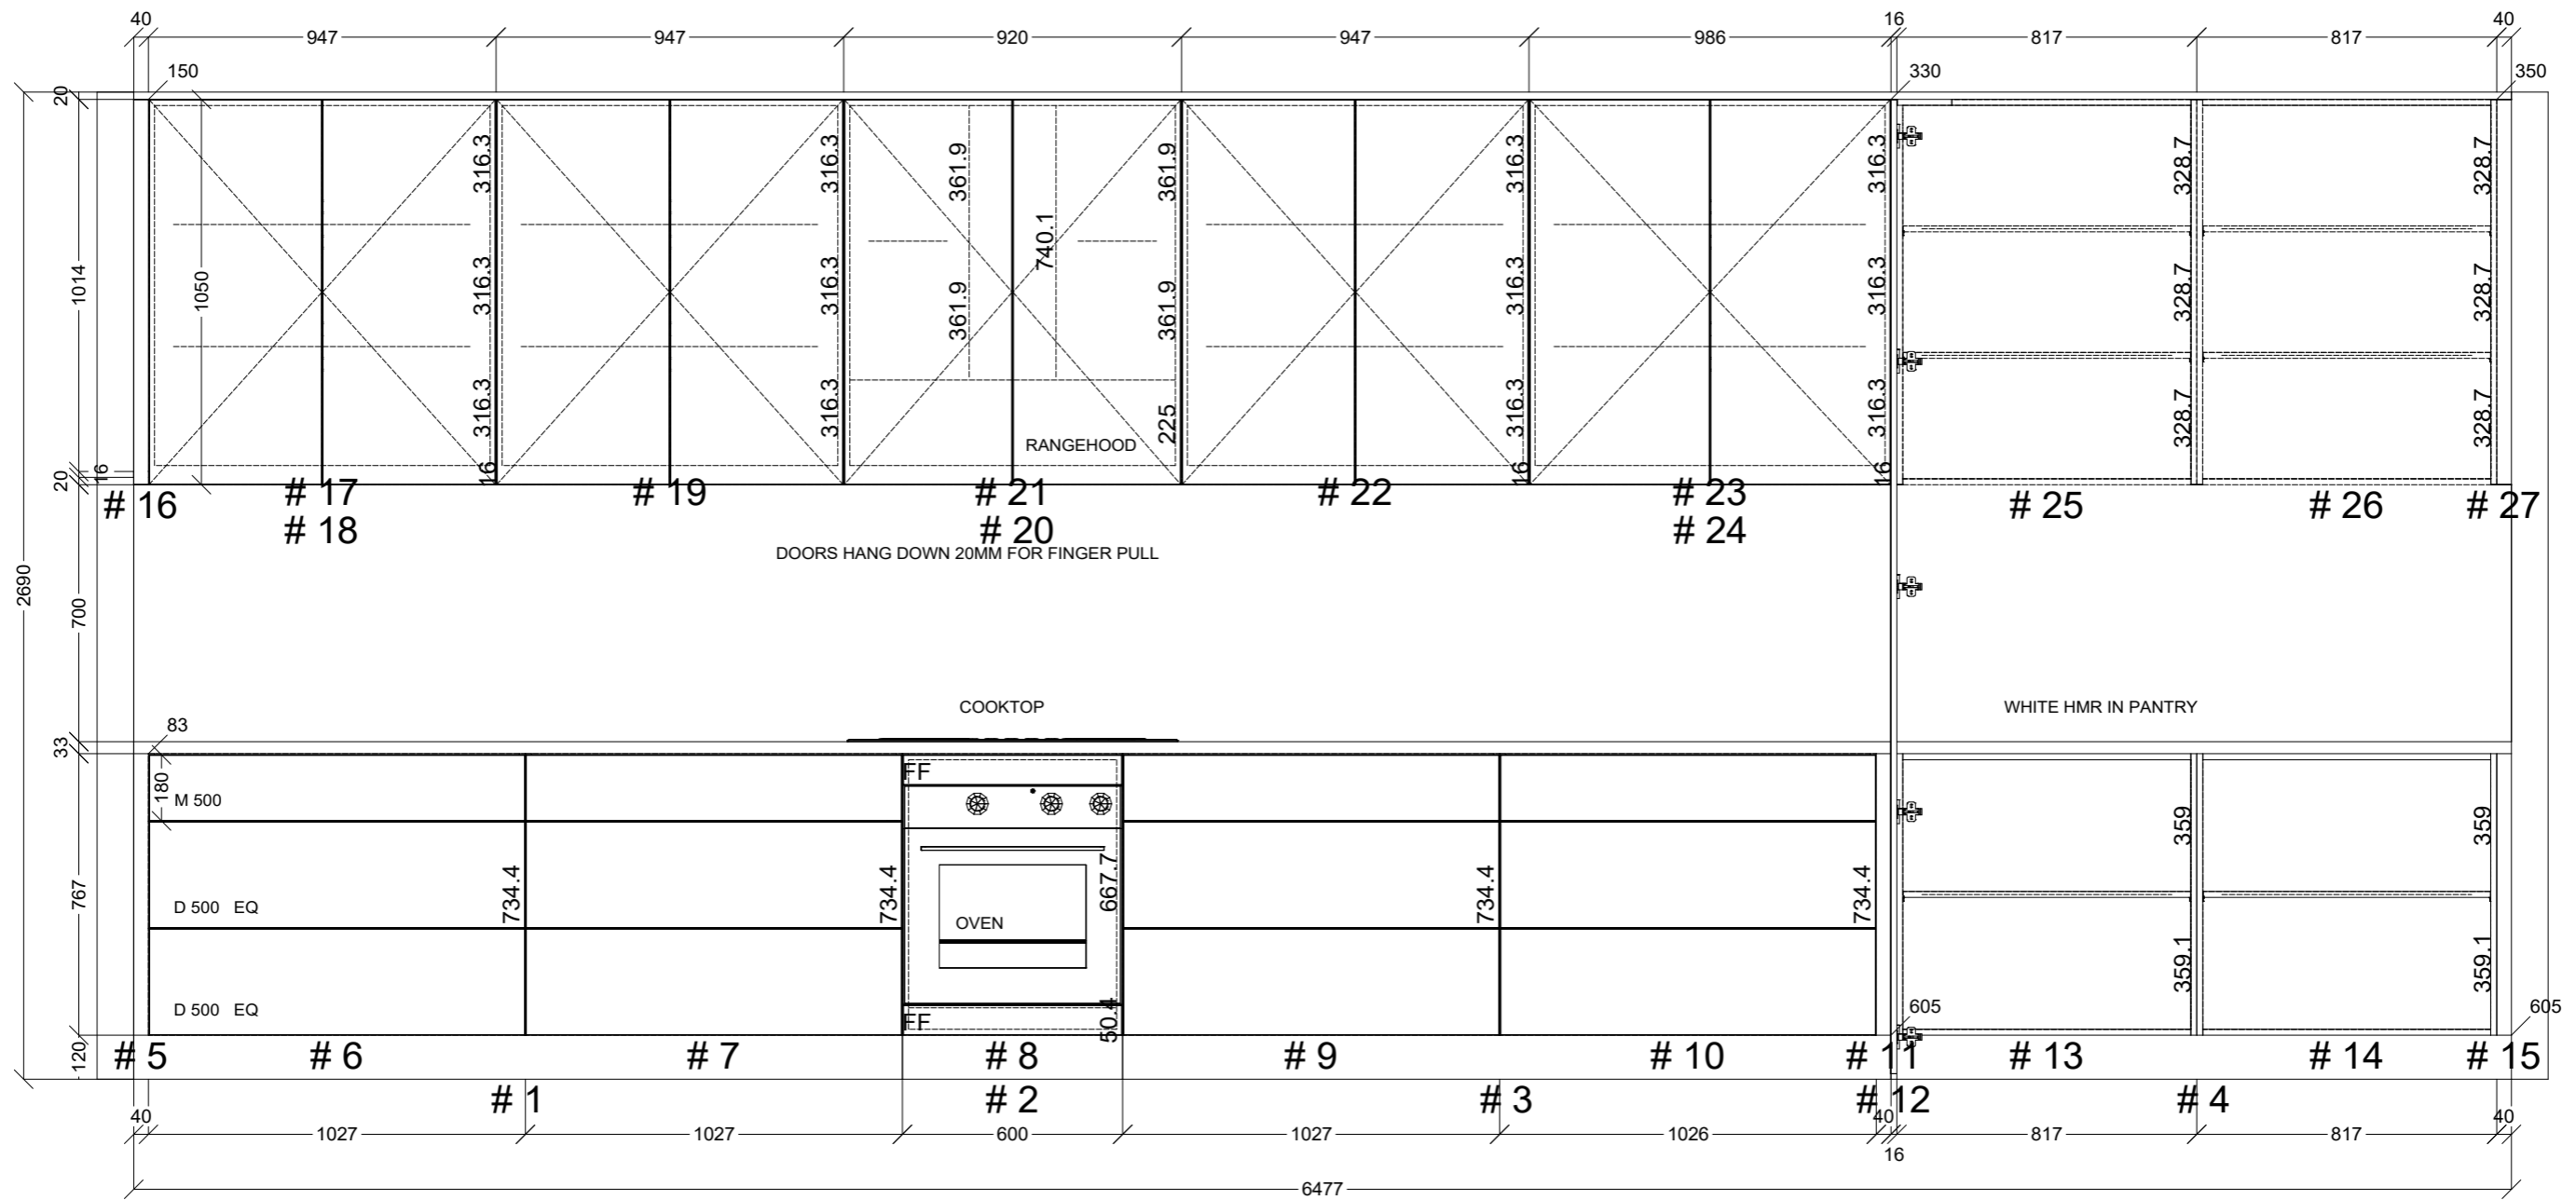 40 947 947 920 947 986 16 817 817 40
150 330 350
20
316.3 316.3 361.9 361.9 316.3 316.3 328.7 328.7
740.1
1014 1050 316.3 316.3 361.9 361.9 316.3 316.3 328.7 328.7
316.3 316.3 225 316.3 316.3 328.7 328.7
RANGEHOOD
20 16 16 16 16
# 16 # 17 # 19 # 21 # 22 # 23 # 25 # 26 # 27
# 18 # 20 # 24
DOORS HANG DOWN 20MM FOR FINGER PULL
2690 700
COOKTOP WHITE HMR IN PANTRY
33 83
FF
180 M 500
359 359
767 734.4 734.4 667.7 734.4 734.4
D 500 EQ
OVEN
359.1 359.1
D 500 EQ FF 50.4 605 605
120 # 5 # 6 # 7 # 8 # 9 # 10 # 11 # 13 # 14 # 15
# 1 # 2 # 3 # 12 # 4
40 1027 1027 600 1027 1026 40 16 817 817 40
6477